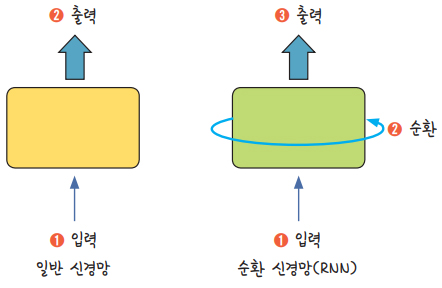 ❷ 출력
❸ 출력
❷ 순환
❶ 입력
❶ 입력
일반 신경망
순환 신경망(RNN)